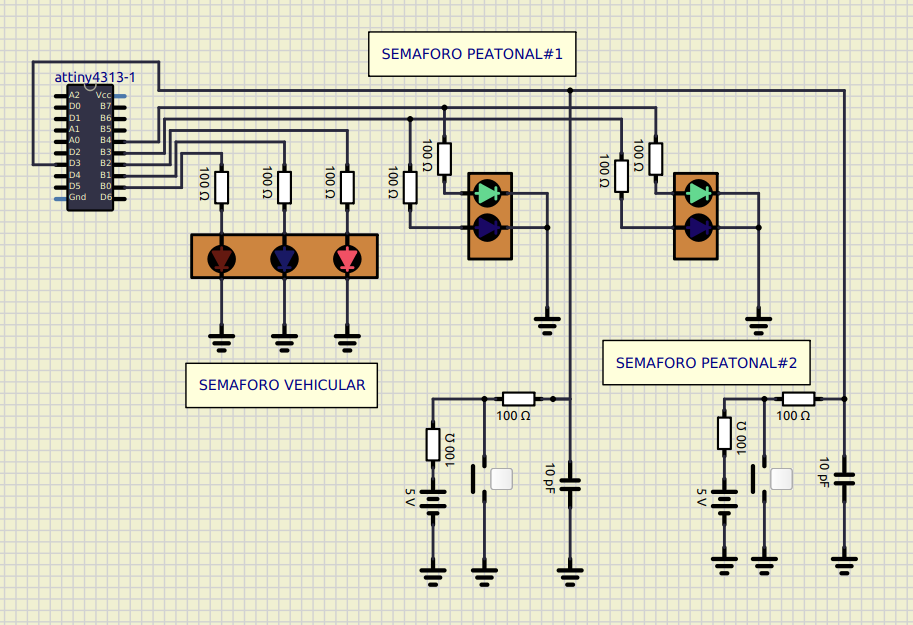 SEMAFORO PEATONAL#1
attiny4313-1
A2 Vcc
D0 B7
D1 B6
A1 B5
A0 B4
D2 B3
D3 B2
D4 B1
D5 B0
Gnd D6
100 Ω
100 Ω
100 Ω
100 Ω
100 Ω
100 Ω
100 Ω
SEMAFORO VEHICULAR
SEMAFORO PEATONAL#2
100 Ω
100 Ω
5 V
10 pF
100 Ω
100 Ω
5 V
10 pF